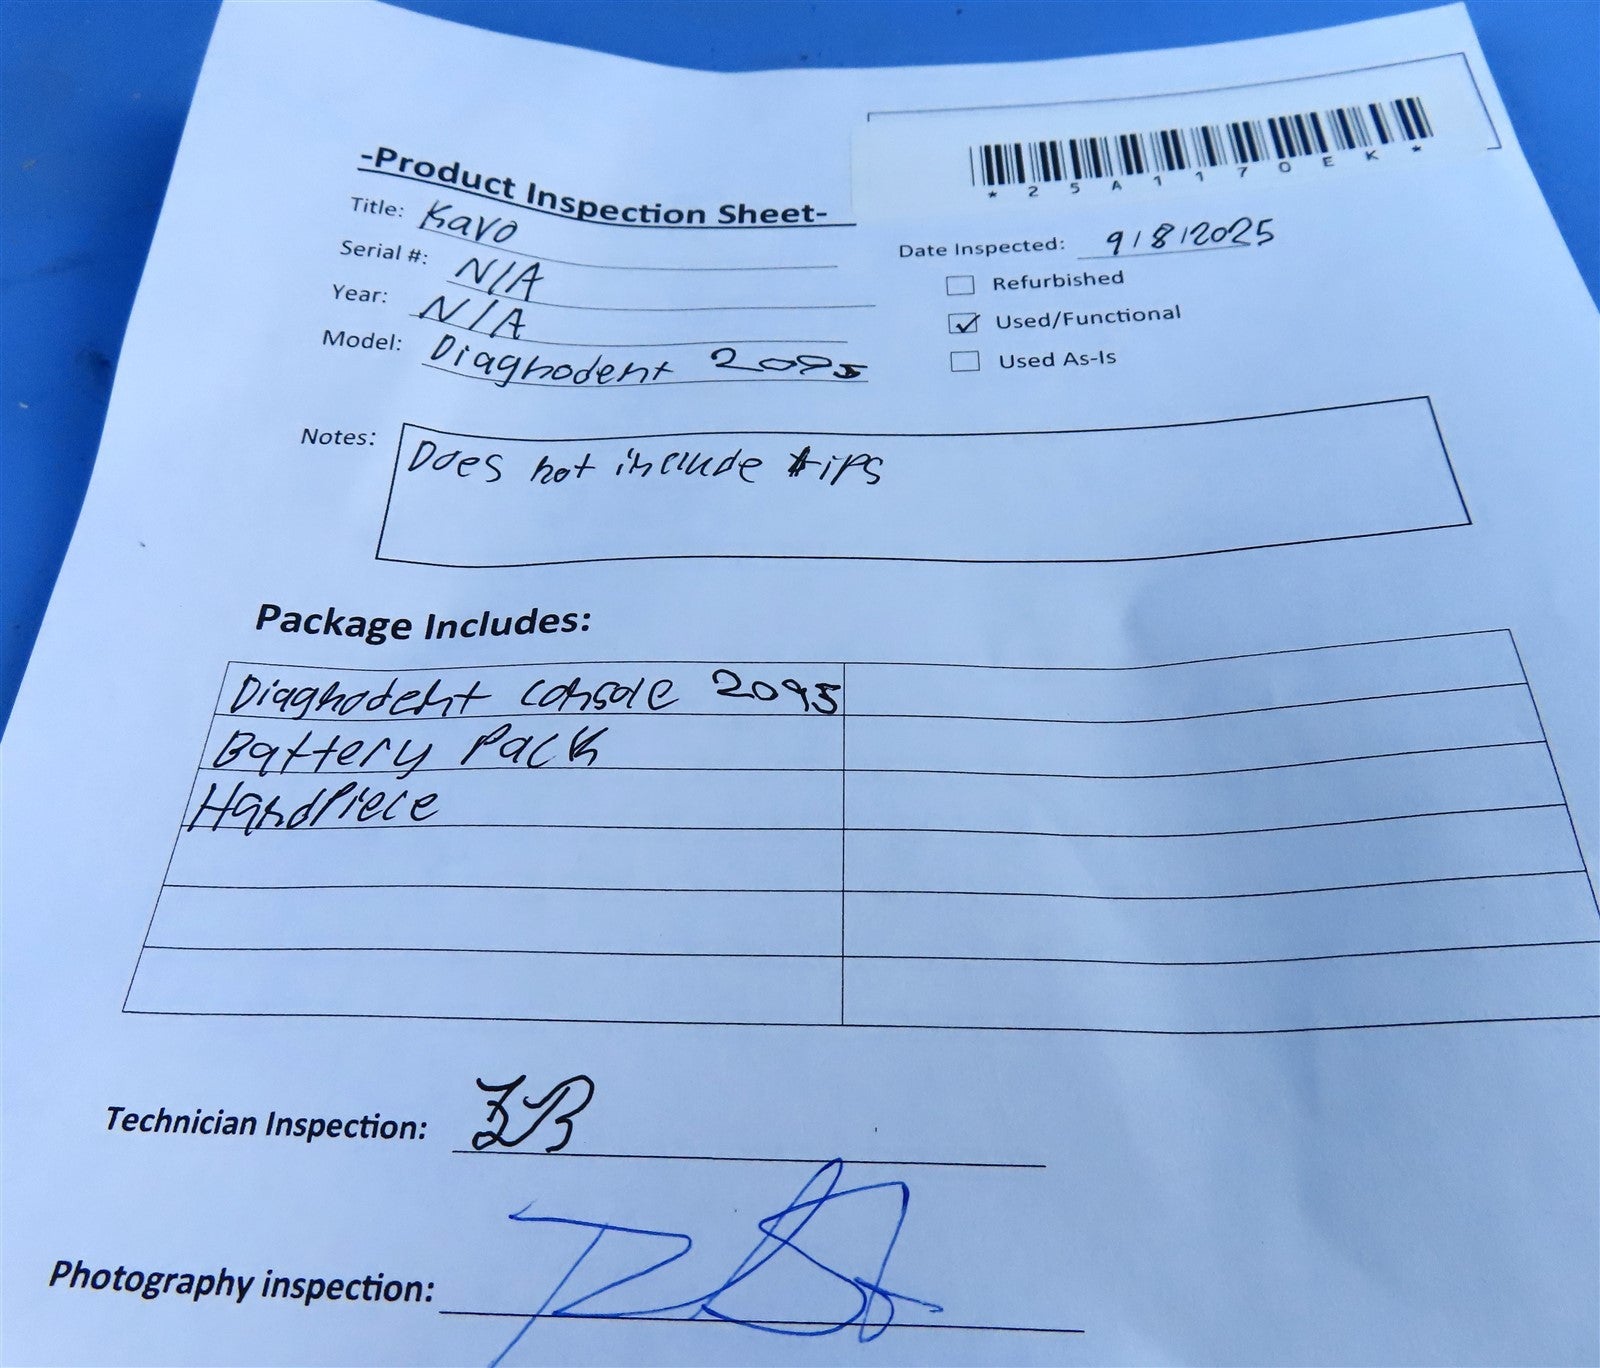 *25A1170EK*
-Product Inspection Sheet-
Title: Kavo
Date Inspected: 9/8/2025
Serial #: N/A
Refurbished
Year: N/A
Used/Functional
Model: Diagnodent 2095
Used As-Is
Notes: Does not include tips
Package Includes:
Diagnodent console 2095
Battery Pack
HandPiece
Technician Inspection: ZB
Photography inspection: